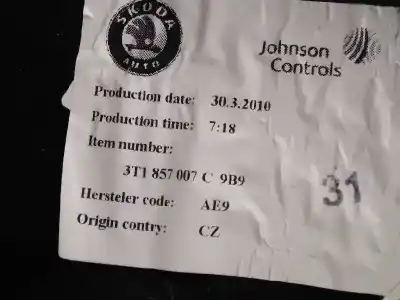 SKODA
AUTO
Johnson
Controls
Production date: 30.3.2010
Production time: 7:18
Item number:
3T1 857 007 C 9B9
Hersteler code: AE9
Origin contry: CZ
31